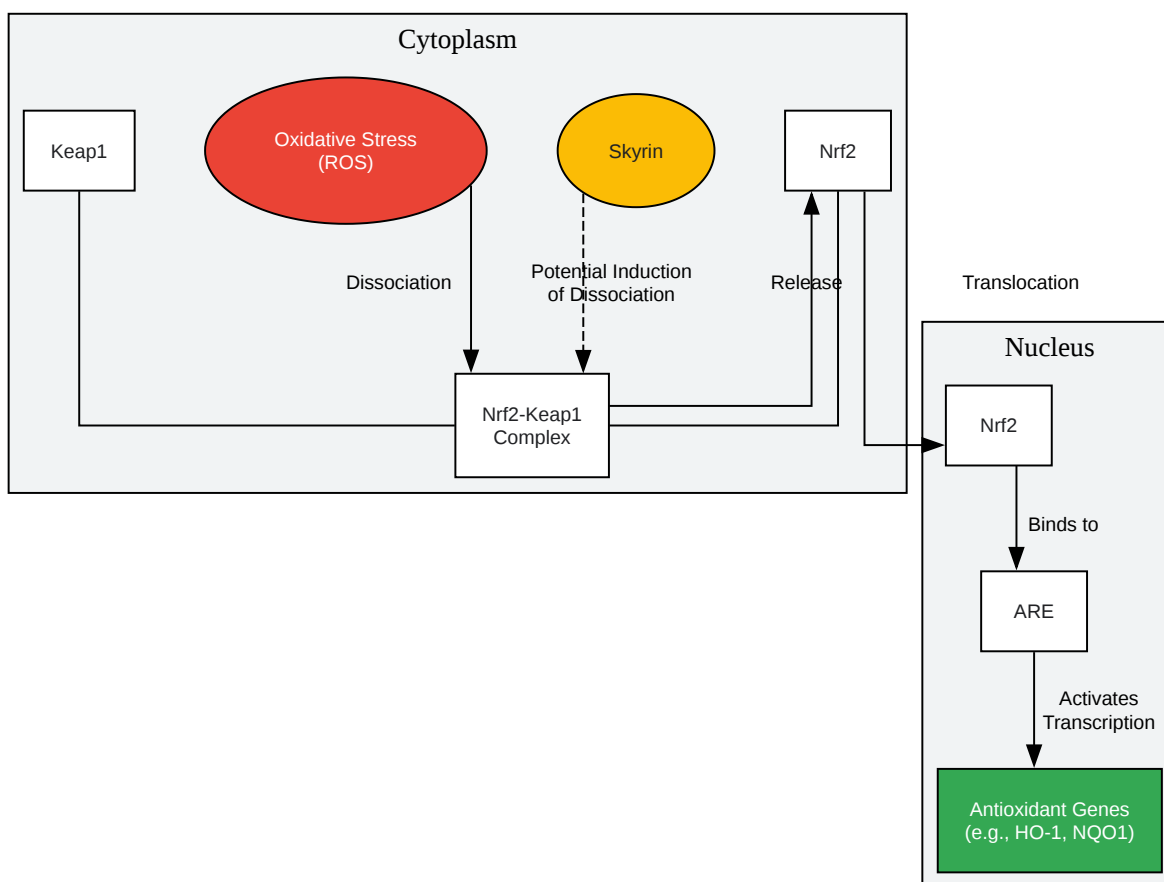 Cytoplasm
Keap1
Oxidative Stress
(ROS)
Skyrin
Nrf2
Dissociation
Potential Induction
of Dissociation
Release
Translocation
Nucleus
Nrf2-Keap1
Complex
Nrf2
Binds to
ARE
Activates
Transcription
Antioxidant Genes
(e.g., HO-1, NQO1)